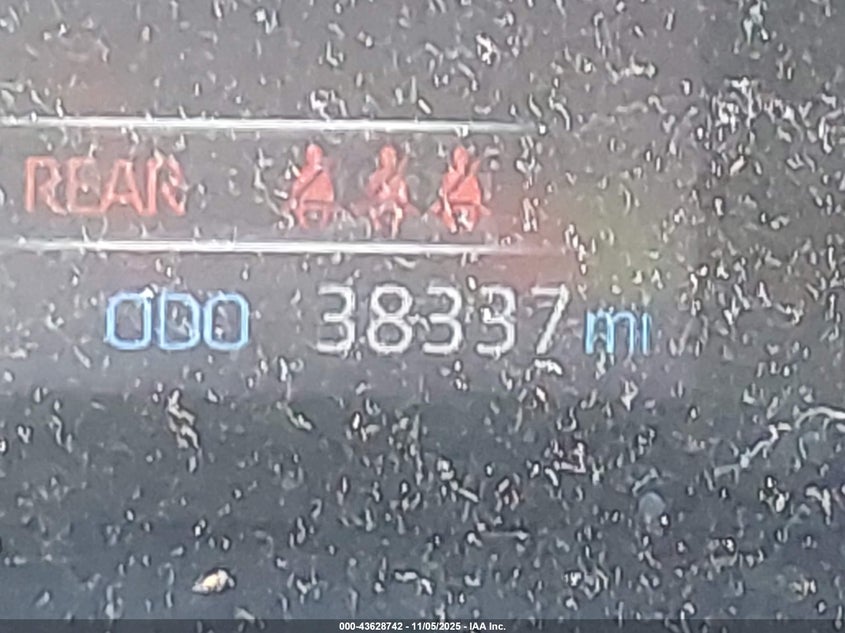 REAR
ODO 38337 mi
000-43628742 - 11/05/2025 - IAA Inc.